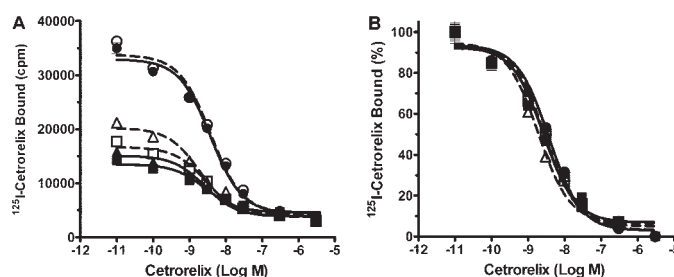 A
¹²⁵I-Cetrorelix Bound (cpm)
40000
30000
20000
10000
0
-12 -11 -10 -9 -8 -7 -6 -5
Cetrorelix (Log M)
B
¹²⁵I-Cetrorelix Bound (%)
100
80
60
40
20
0
-12 -11 -10 -9 -8 -7 -6 -5
Cetrorelix (Log M)